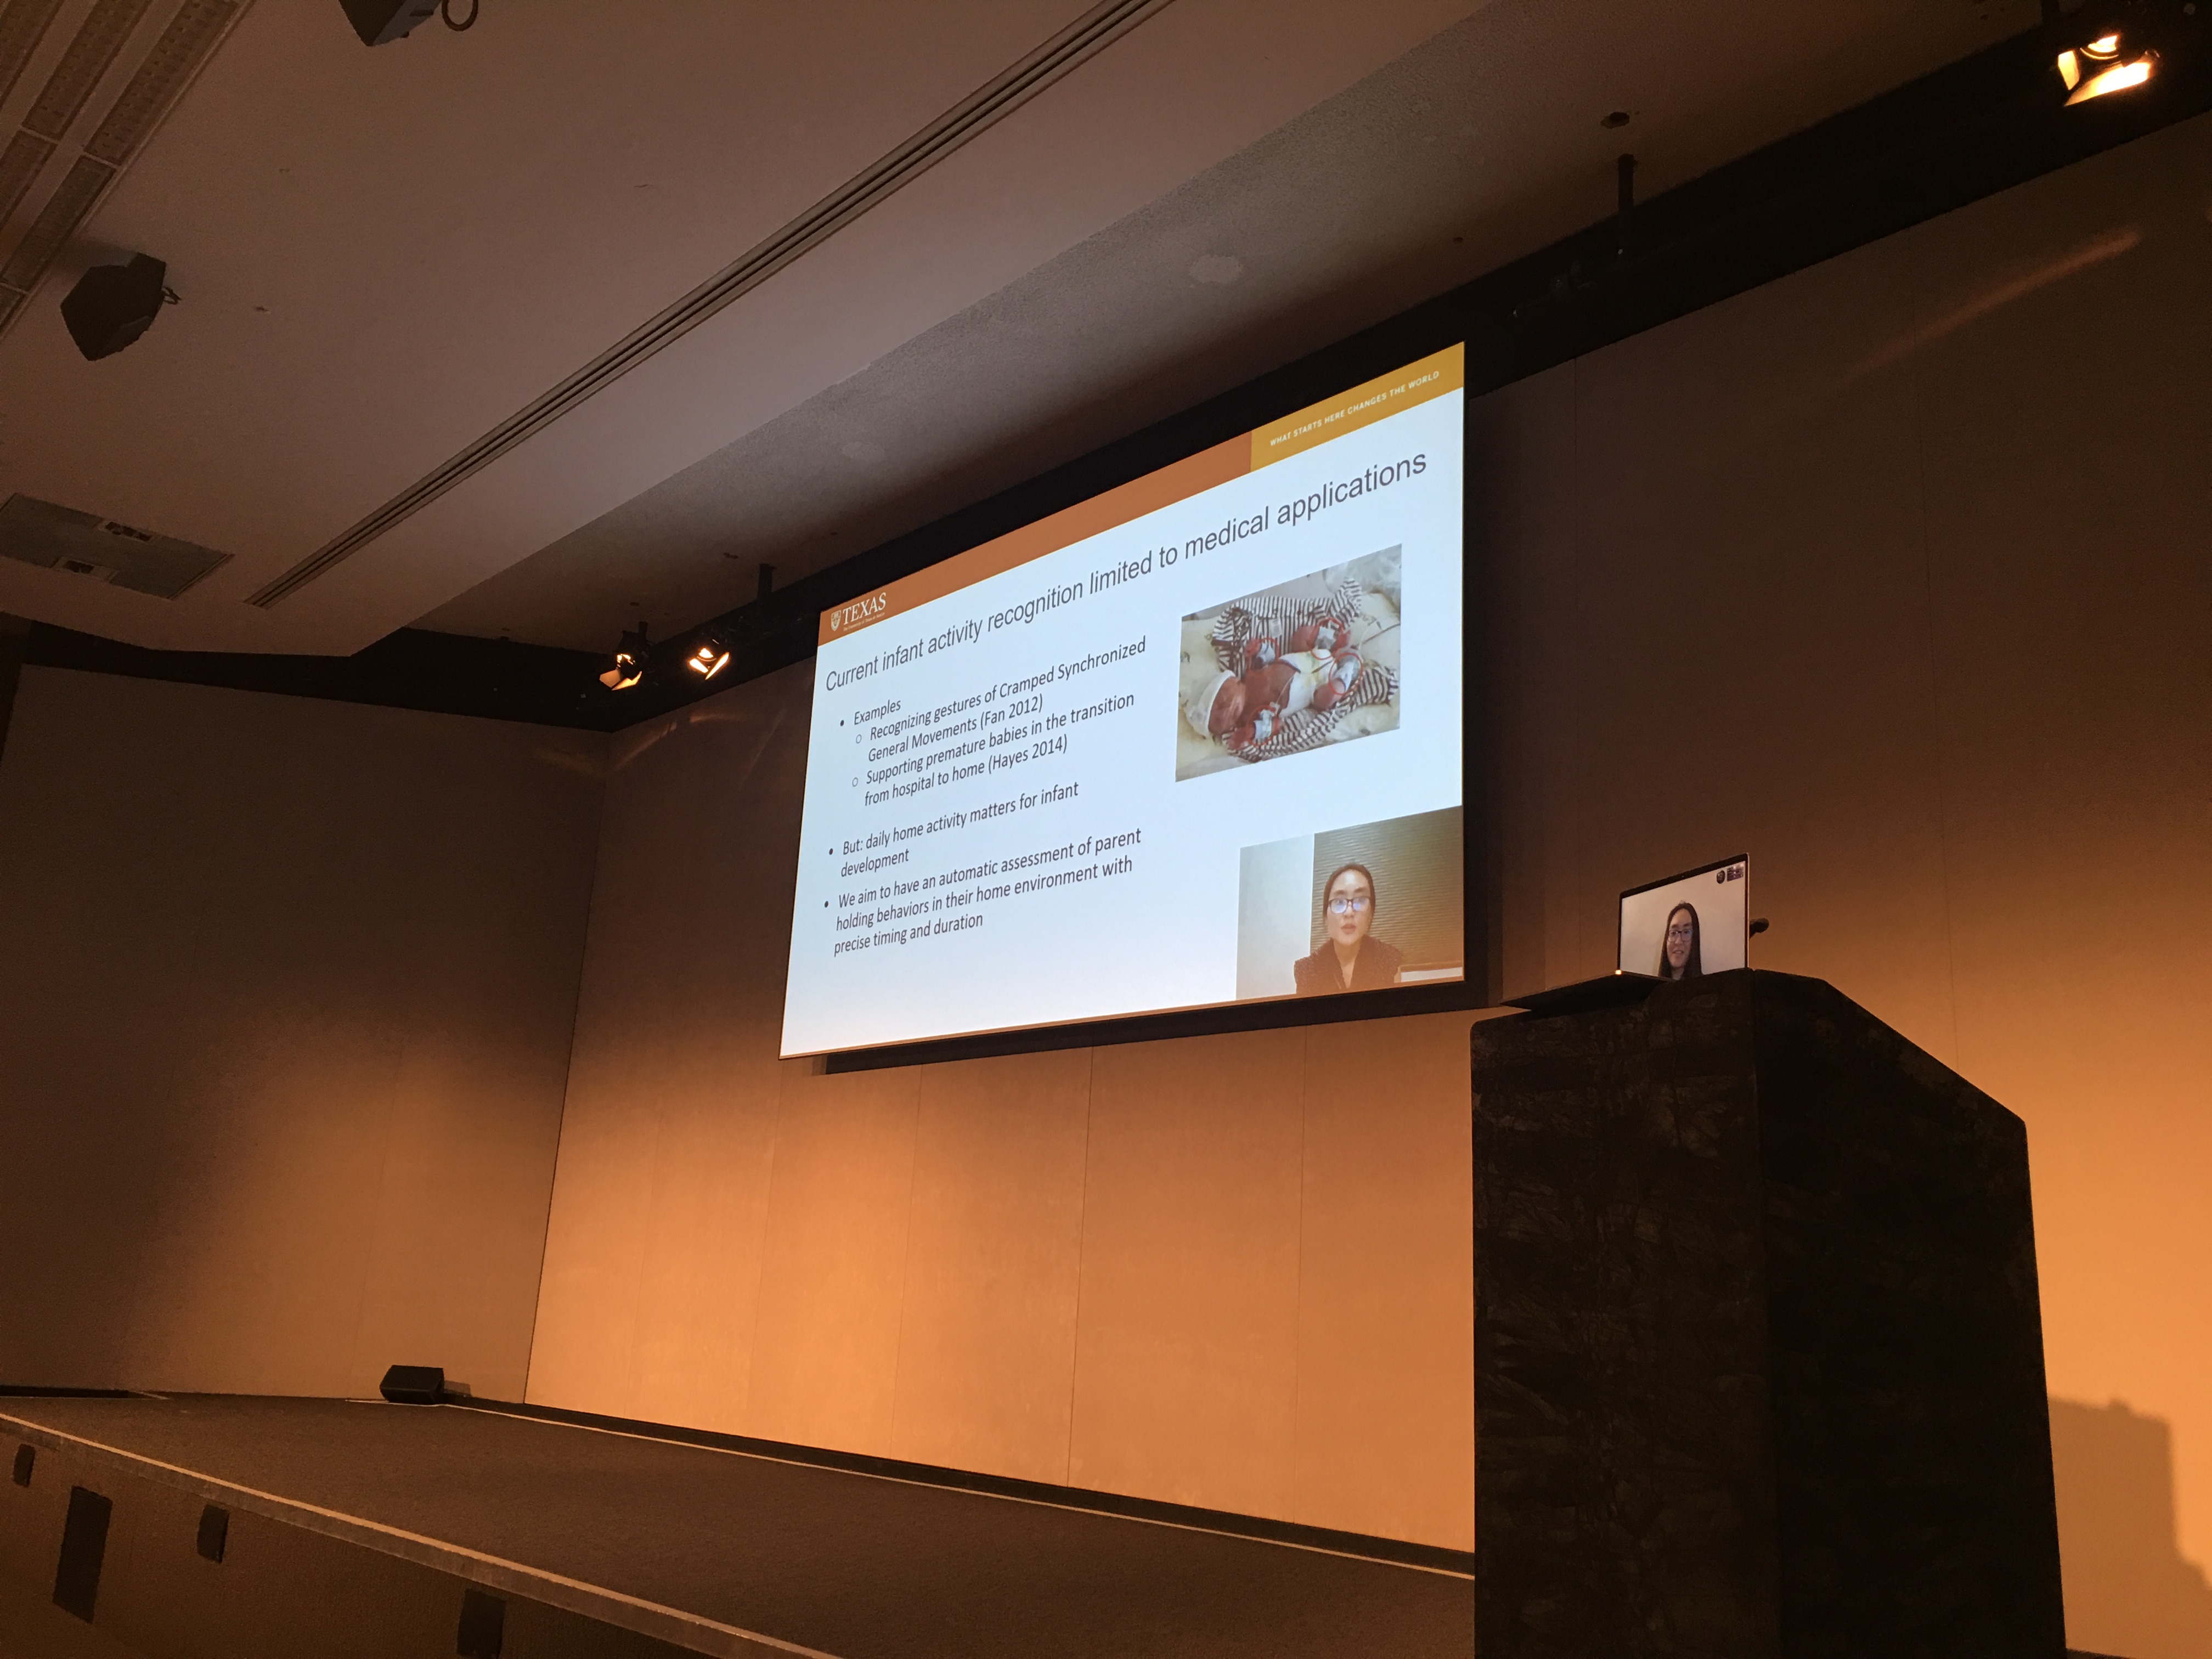 WHAT STARTS HERE CHANGES THE WORLD
TEXAS
Current infant activity recognition limited to medical applications
• Examples
○ Recognizing gestures of Cramped Synchronized
General Movements (Fan 2012)
○ Supporting premature babies in the transition
from hospital to home (Hayes 2014)
• But: daily home activity matters for infant
development
• We aim to have an automatic assessment of parent
holding behaviors in their home environment with
precise timing and duration